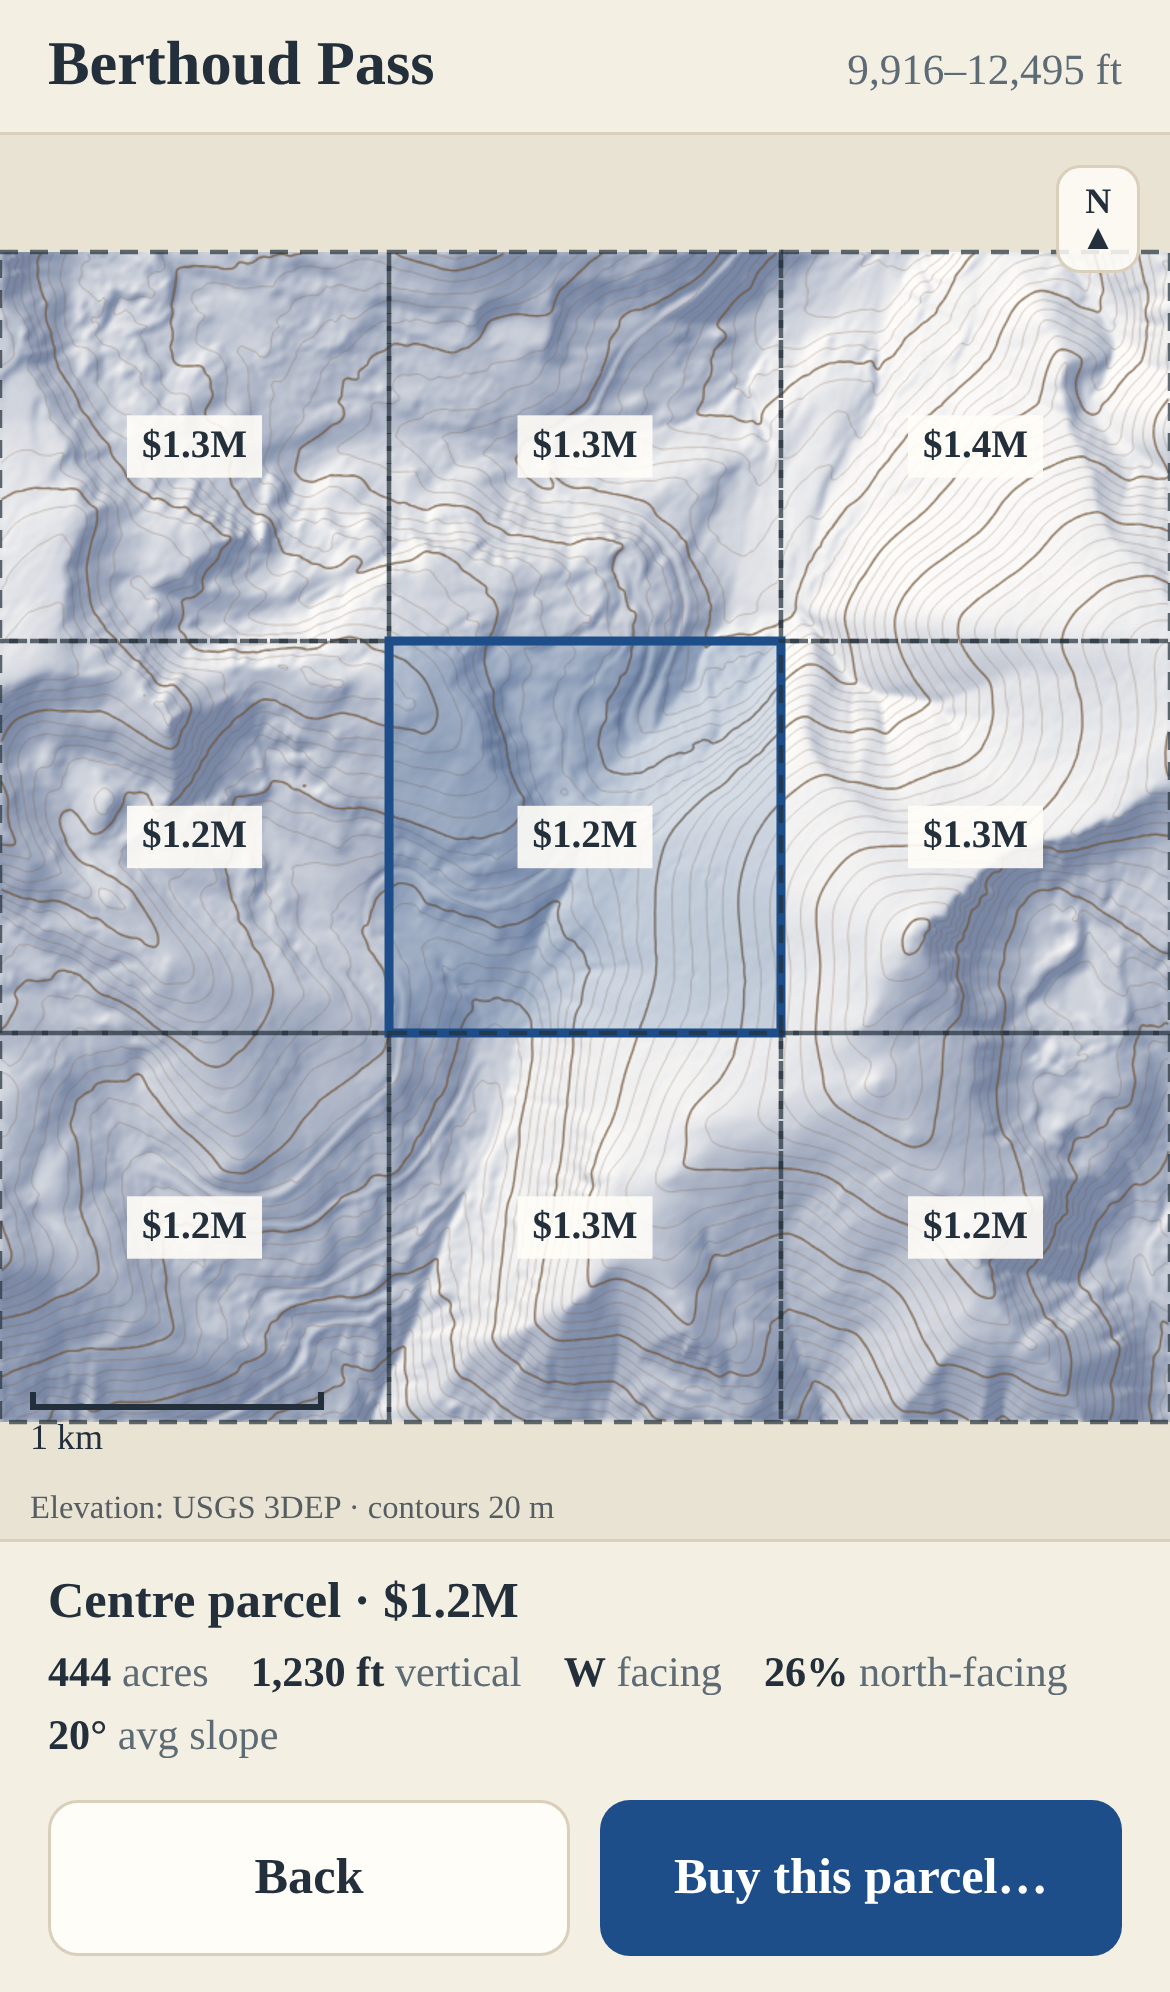 Berthoud Pass
9,916–12,495 ft
N
$1.3M
$1.3M
$1.4M
$1.2M
$1.2M
$1.3M
$1.2M
$1.3M
$1.2M
1 km
Elevation: USGS 3DEP · contours 20 m
Centre parcel · $1.2M
444 acres 1,230 ft vertical W facing 26% north-facing
20° avg slope
Back
Buy this parcel…